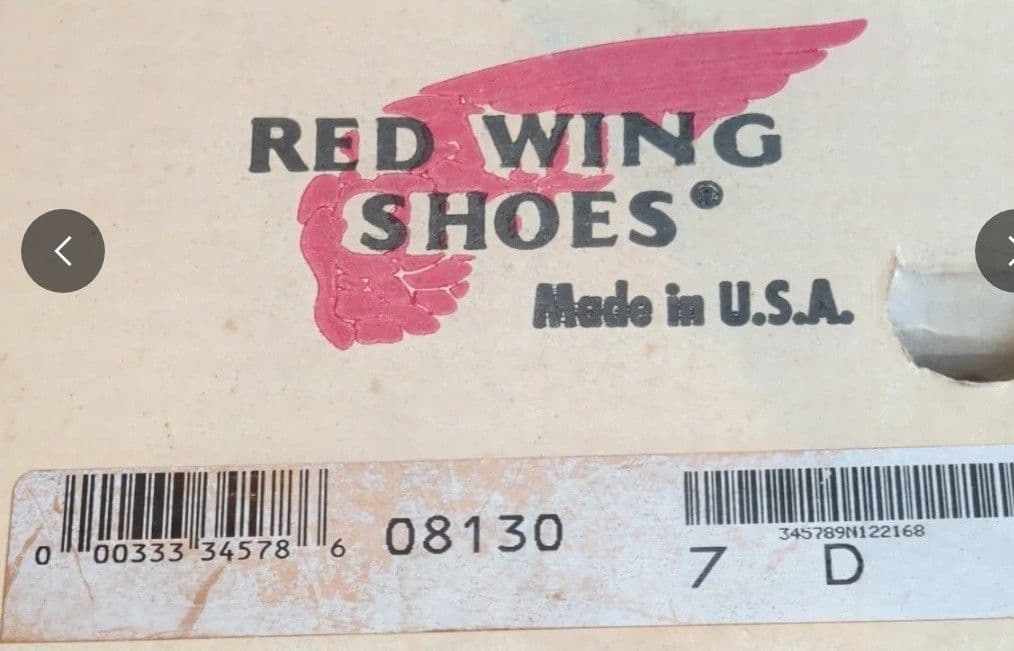 RED WING
SHOES®
Made in U.S.A.
0 00333 34578 6
08130
345789N122168
7 D